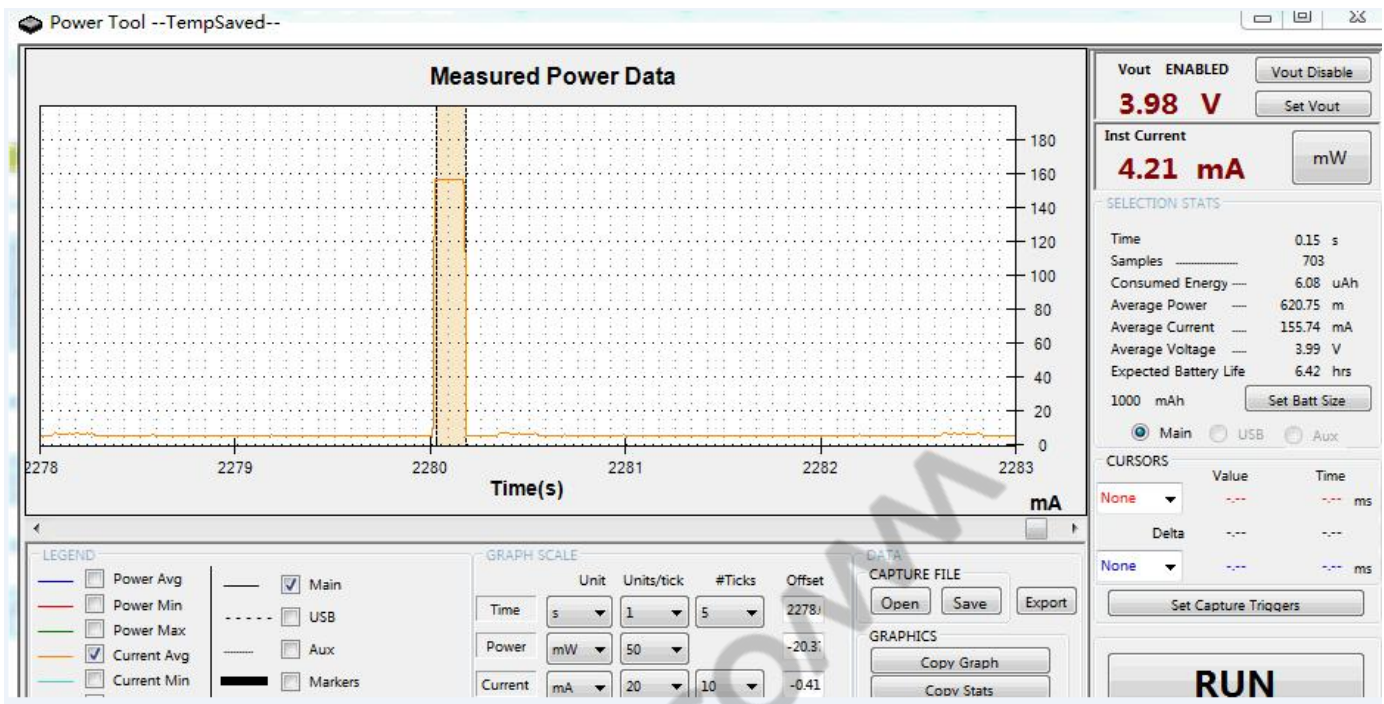 Power Tool --TempSaved--
Measured Power Data
180
160
140
120
100
80
60
40
20
0
2278 2279 2280 2281 2282 2283
Time(s)
mA
Vout ENABLED Vout Disable
3.98 V Set Vout
Inst Current
4.21 mA mW
SELECTION STATS
Time 0.15 s
Samples 703
Consumed Energy 6.08 uAh
Average Power 620.75 m
Average Current 155.74 mA
Average Voltage 3.99 V
Expected Battery Life 6.42 hrs
1000 mAh Set Batt Size
Main USB Aux
CURSORS
Value Time
None -.-- -.-- ms
Delta -.-- -.--
None -.-- -.-- ms
Set Capture Triggers
RUN
LEGEND
Power Avg Main
Power Min USB
Power Max Aux
Current Avg
Current Min Markers
GRAPH SCALE
Unit Units/tick #Ticks Offset
Time s 1 5 2278.
Power mW 50 -20.3
Current mA 20 10 -0.41
DATA
CAPTURE FILE
Open Save Export
GRAPHICS
Copy Graph
Copy Stats